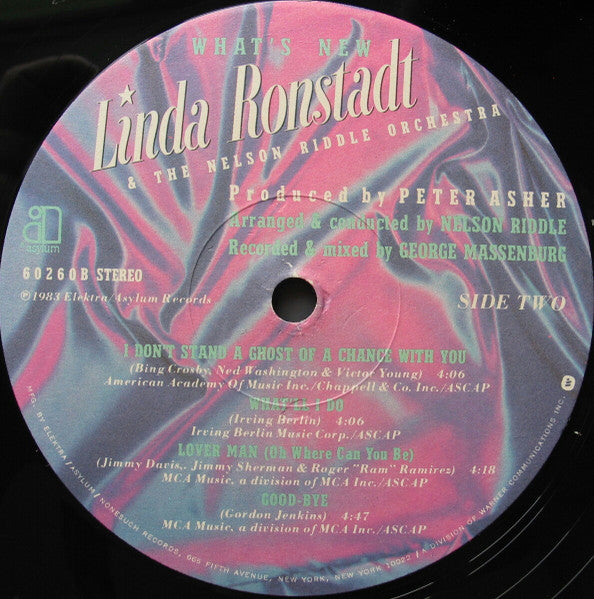 WHAT'S NEW
Linda Ronstadt
& THE NELSON RIDDLE ORCHESTRA
Produced by PETER ASHER
Arranged & conducted by NELSON RIDDLE
Recorded & mixed by GEORGE MASSENBURG
asylum
60260B STEREO
℗1983 Elektra/Asylum Records
SIDE TWO
I DON'T STAND A GHOST OF A CHANCE WITH YOU
(Bing Crosby, Ned Washington & Victor Young) 4:06
American Academy Of Music Inc./Chappell & Co. Inc./ASCAP
WHAT'LL I DO
(Irving Berlin) 4:06
Irving Berlin Music Corp./ASCAP
LOVER MAN (Oh Where Can You Be)
(Jimmy Davis,. Jimmy Sherman & Roger "Ram" Ramirez) 4:18
MCA Music, a division of MCA Inc./ASCAP
GOOD-BYE
(Gordon Jenkins) 4:47
MCA Music, a division of MCA Inc./ASCAP
MFG. BY ELEKTRA/ASYLUM/NONESUCH RECORDS, 665 FIFTH AVENUE, NEW YORK, NEW YORK 10022 / A DIVISION OF WARNER COMMUNICATIONS INC.